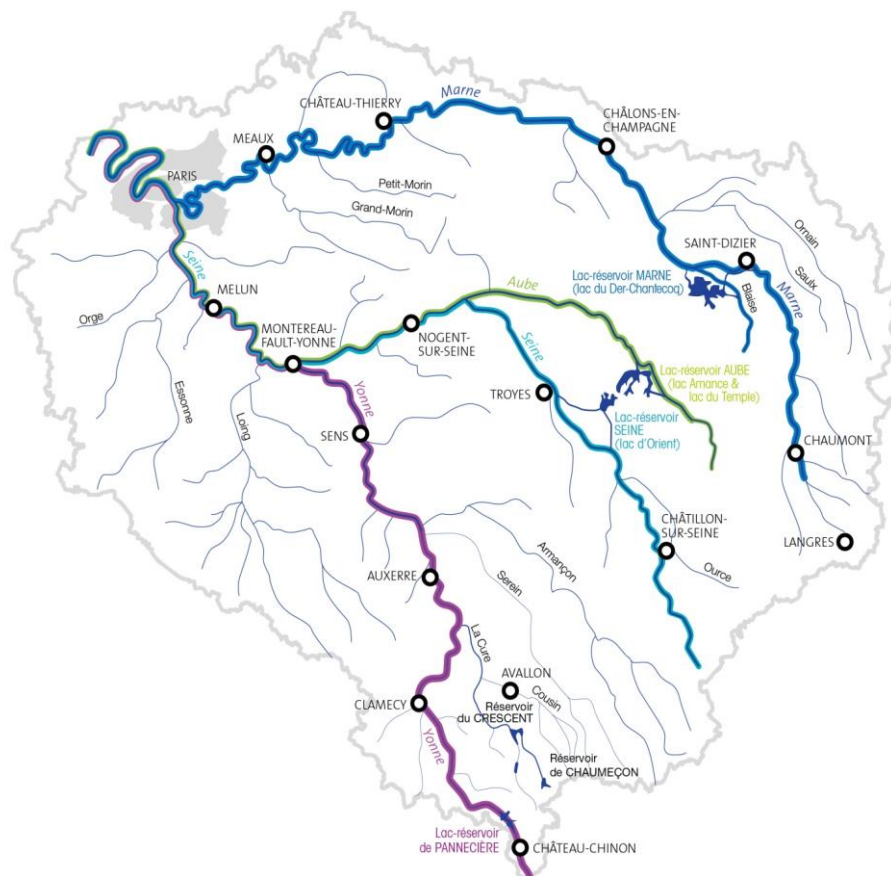 Marne
CHÂTEAU-THIERRY
CHÂLONS-EN-
CHAMPAGNE
MEAUX
PARIS
Petit-Morin
Grand-Morin
Ornain
SAINT-DIZIER
Saulx
Lac-réservoir MARNE
(lac du Der-Chantecoq)
Blaise
Marne
Seine
MELUN
Aube
Orge
MONTEREAU-
FAULT-YONNE
NOGENT-
SUR-SEINE
Seine
Lac-réservoir AUBE
(lac Amance &
lac du Temple)
TROYES
Essonne
Yonne
Loing
Lac-réservoir
SEINE
(lac d'Orient)
SENS
CHAUMONT
CHÂTILLON-
SUR-SEINE
LANGRES
Armançon
Ource
AUXERRE
Serein
La Cure
AVALLON
Cousin
CLAMECY
Réservoir
du CRESCENT
Yonne
Réservoir
de CHAUMEÇON
Lac-réservoir
de PANNECIÈRE
CHÂTEAU-CHINON